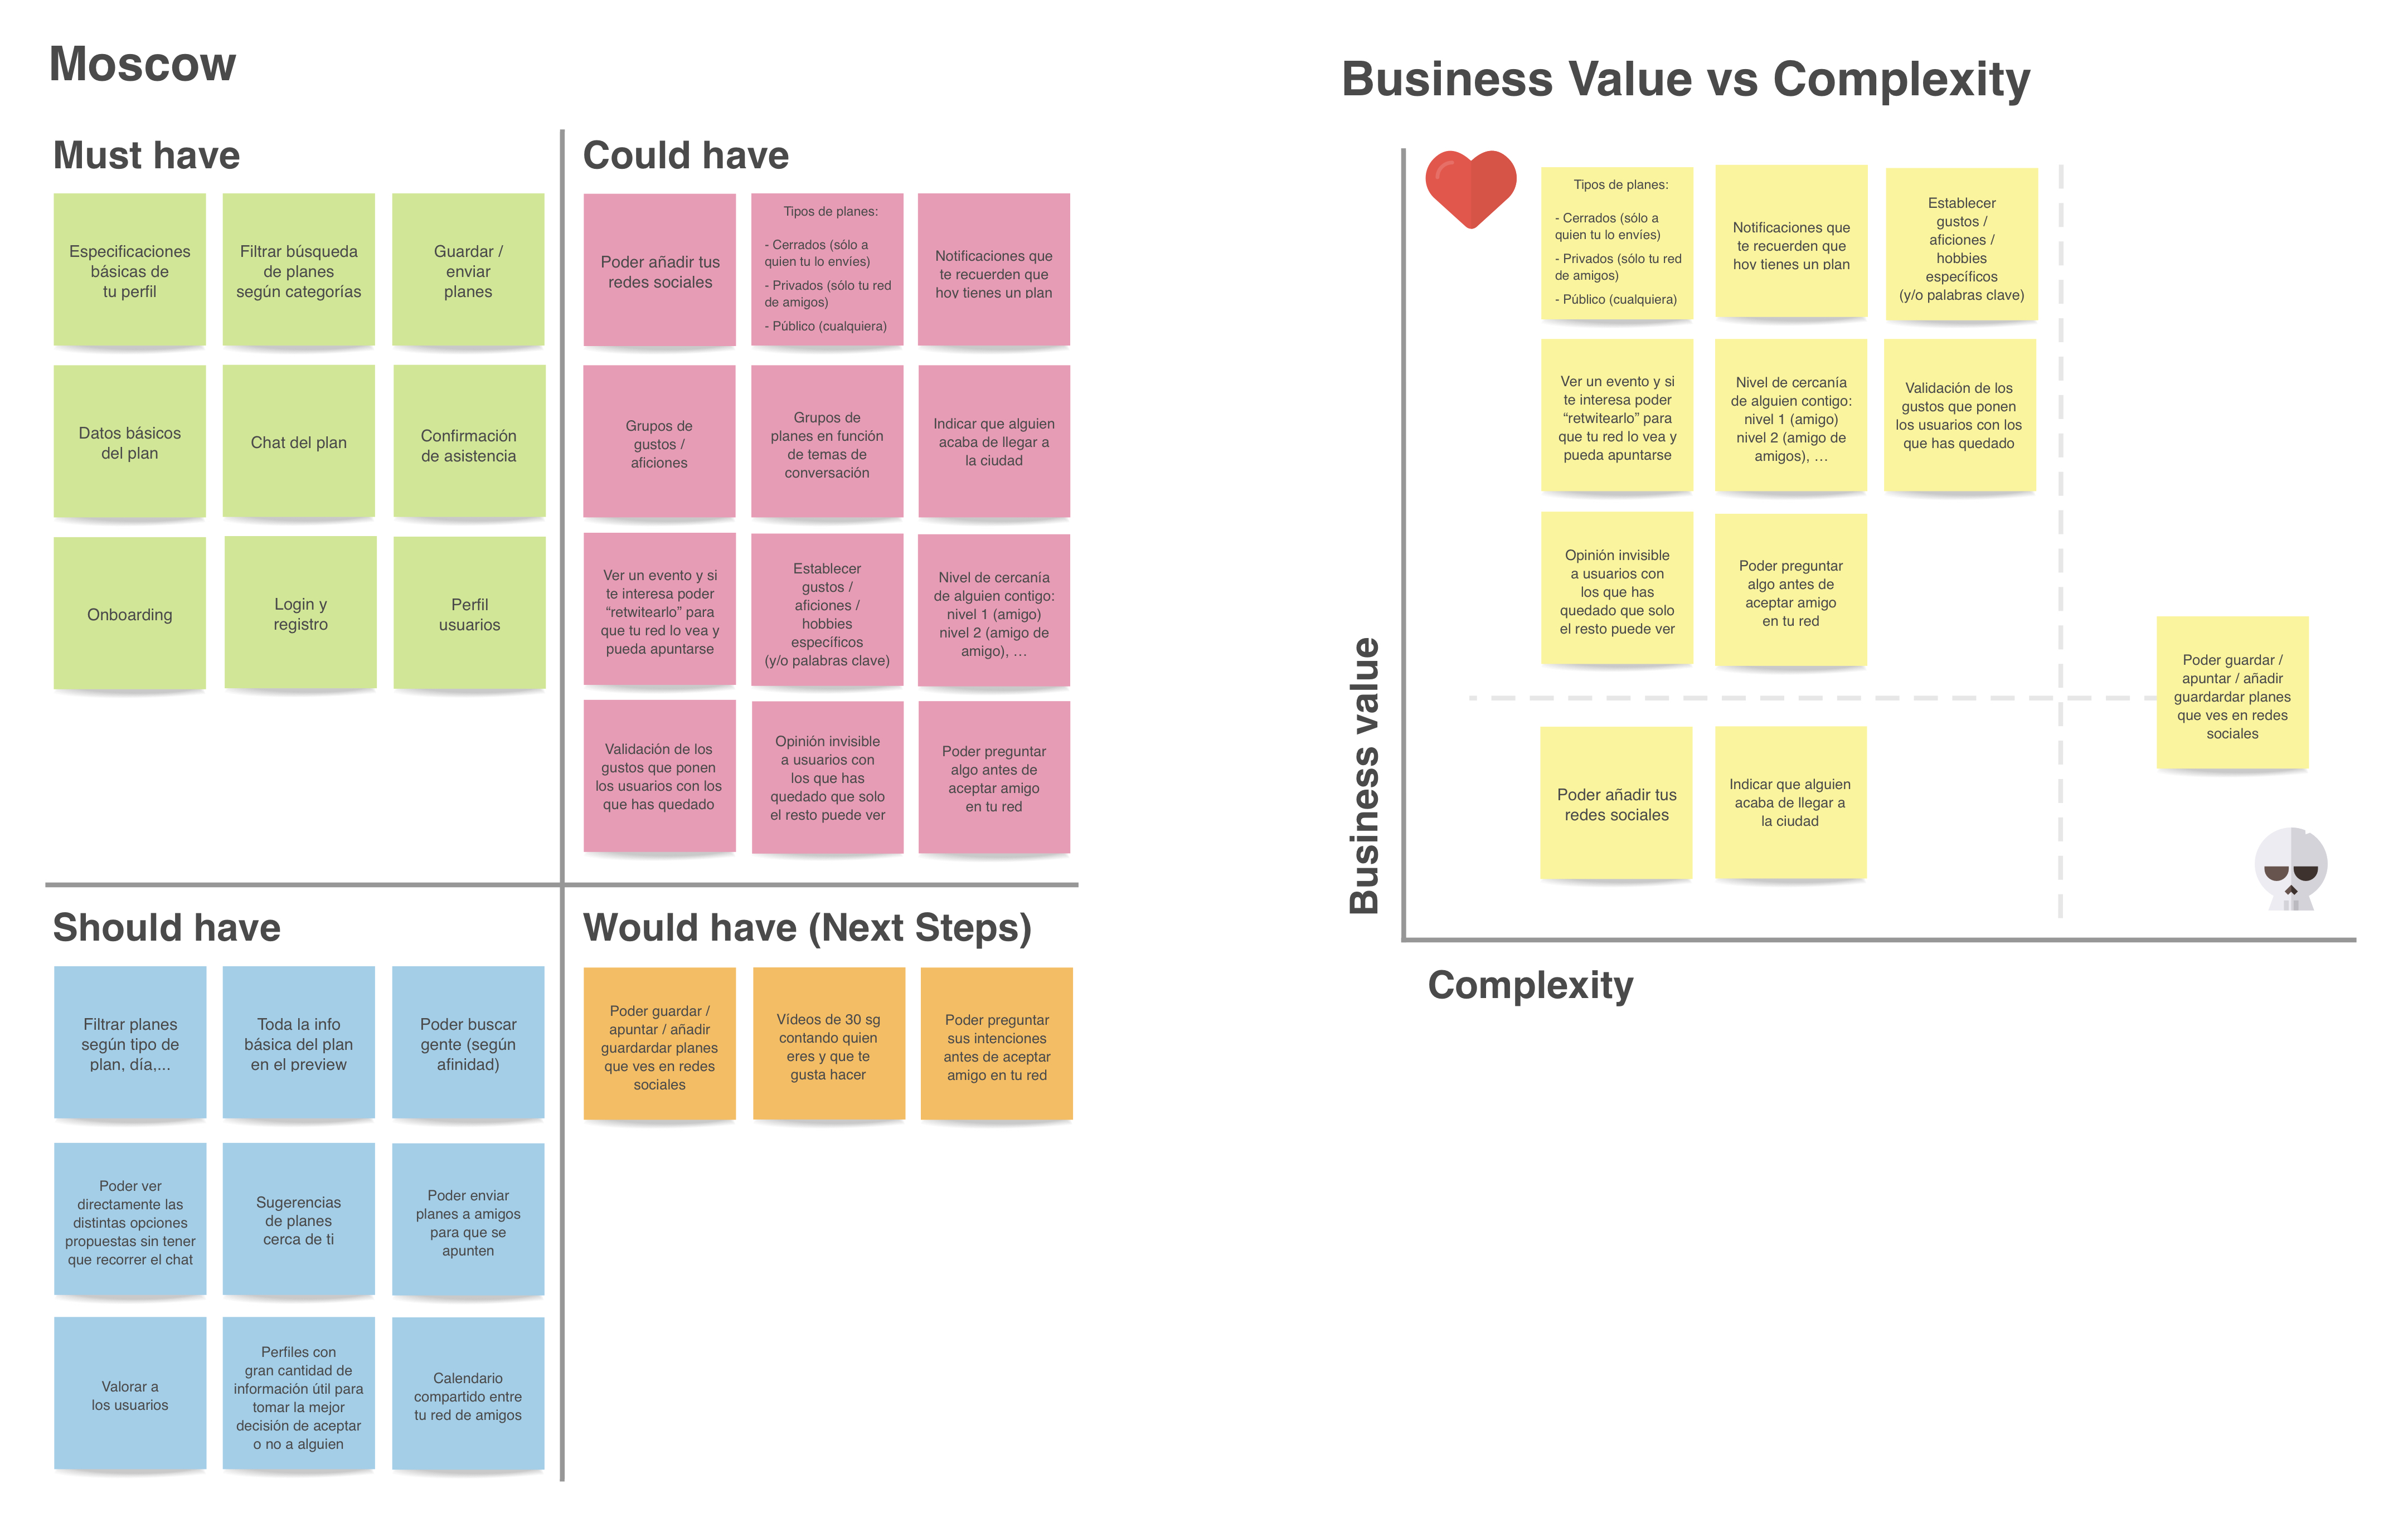 Moscow
Must have
Especificaciones
básicas de
tu perfil
Filtrar búsqueda
de planes
según categorías
Guardar /
enviar
planes
Datos básicos
del plan
Chat del plan
Confirmación
de asistencia
Onboarding
Login y
registro
Perfil
usuarios
Could have
Poder añadir tus
redes sociales
Tipos de planes:
- Cerrados (sólo a
quien tu lo envíes)
- Privados (sólo tu red
de amigos)
- Público (cualquiera)
Notificaciones que
te recuerden que
hoy tienes un plan
Grupos de
gustos /
aficiones
Grupos de
planes en función
de temas de
conversación
Indicar que alguien
acaba de llegar a
la ciudad
Ver un evento y si
te interesa poder
“retwitearlo” para
que tu red lo vea y
pueda apuntarse
Establecer
gustos /
aficiones /
hobbies
específicos
(y/o palabras clave)
Nivel de cercanía
de alguien contigo:
nivel 1 (amigo)
nivel 2 (amigo de
amigo), …
Validación de los
gustos que ponen
los usuarios con los
que has quedado
Opinión invisible
a usuarios con
los que has
quedado que solo
el resto puede ver
Poder preguntar
algo antes de
aceptar amigo
en tu red
Should have
Filtrar planes
según tipo de
plan, día,...
Toda la info
básica del plan
en el preview
Poder buscar
gente (según
afinidad)
Poder ver
directamente las
distintas opciones
propuestas sin tener
que recorrer el chat
Sugerencias
de planes
cerca de ti
Poder enviar
planes a amigos
para que se
apunten
Valorar a
los usuarios
Perfiles con
gran cantidad de
información útil para
tomar la mejor
decisión de aceptar
o no a alguien
Calendario
compartido entre
tu red de amigos
Would have (Next Steps)
Poder guardar /
apuntar / añadir
guardardar planes
que ves en redes
sociales
Vídeos de 30 sg
contando quien
eres y que te
gusta hacer
Poder preguntar
sus intenciones
antes de aceptar
amigo en tu red
Business Value vs Complexity
Business value
Tipos de planes:
- Cerrados (sólo a
quien tu lo envíes)
- Privados (sólo tu red
de amigos)
- Público (cualquiera)
Notificaciones que
te recuerden que
hoy tienes un plan
Establecer
gustos /
aficiones /
hobbies
específicos
(y/o palabras clave)
Ver un evento y si
te interesa poder
“retwitearlo” para
que tu red lo vea y
pueda apuntarse
Nivel de cercanía
de alguien contigo:
nivel 1 (amigo)
nivel 2 (amigo de
amigos), …
Validación de los
gustos que ponen
los usuarios con los
que has quedado
Opinión invisible
a usuarios con
los que has
quedado que solo
el resto puede ver
Poder preguntar
algo antes de
aceptar amigo
en tu red
Poder guardar /
apuntar / añadir
guardardar planes
que ves en redes
sociales
Poder añadir tus
redes sociales
Indicar que alguien
acaba de llegar a
la ciudad
Complexity